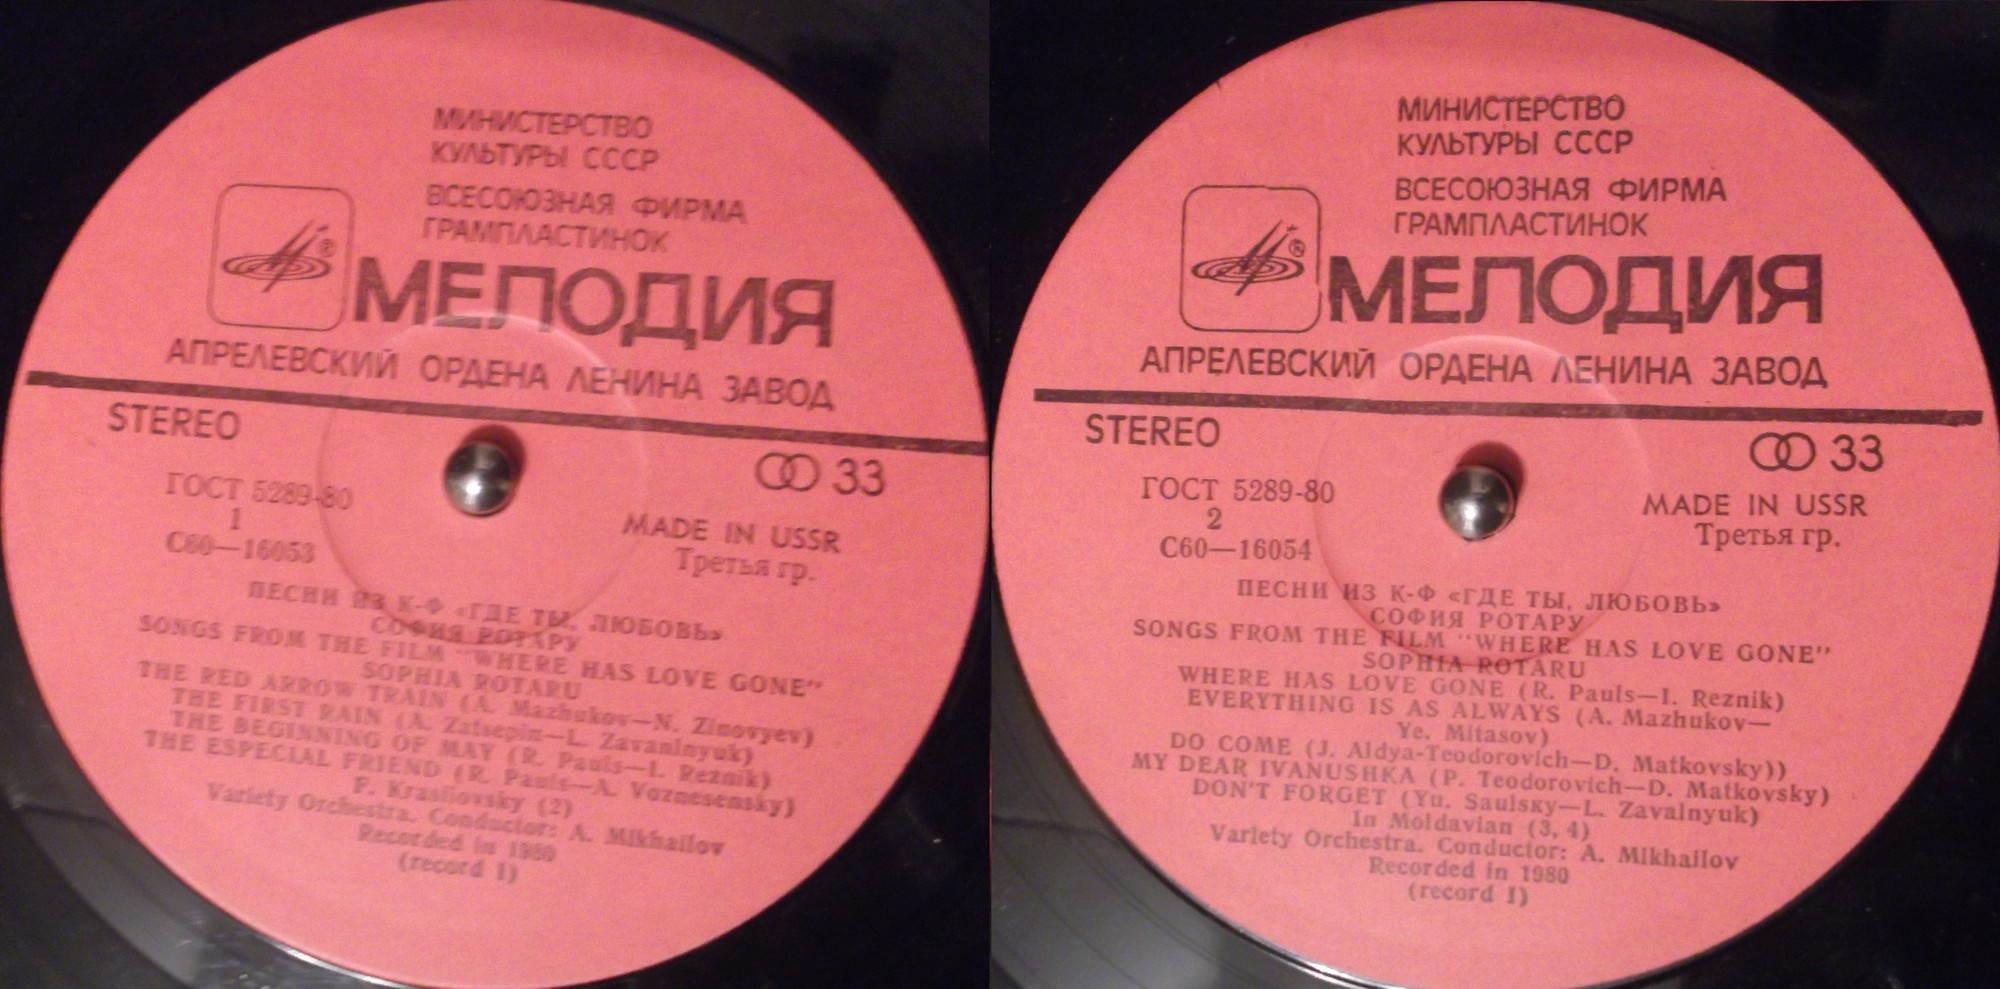 МИНИСТЕРСТВО
КУЛЬТУРЫ СССР
ВСЕСОЮЗНАЯ ФИРМА
ГРАМПЛАСТИНОК
МЕЛОДИЯ
АПРЕЛЕВСКИЙ ОРДЕНА ЛЕНИНА ЗАВОД
STEREO
33
ГОСТ 5289-80
MADE IN USSR
1
Третья гр.
С60—16053
ПЕСНИ ИЗ К-Ф «ГДЕ ТЫ, ЛЮБОВЬ»
СОФИЯ РОТАРУ
SONGS FROM THE FILM "WHERE HAS LOVE GONE"
SOPHIA ROTARU
THE RED ARROW TRAIN (A. Mazhukov—N. Zinovyev)
THE FIRST RAIN (A. Zatsepin—L. Zavanlnyuk)
THE BEGINNING OF MAY (R. Pauls—I. Reznik)
THE ESPECIAL FRIEND (R. Pauls—A. Voznesensky)
F. Krasilovsky (2)
Variety Orchestra. Conductor: A. Mikhailov
Recorded in 1980
(record 1)
МИНИСТЕРСТВО
КУЛЬТУРЫ СССР
ВСЕСОЮЗНАЯ ФИРМА
ГРАМПЛАСТИНОК
МЕЛОДИЯ
АПРЕЛЕВСКИЙ ОРДЕНА ЛЕНИНА ЗАВОД
STEREO
33
ГОСТ 5289-80
MADE IN USSR
2
Третья гр.
С60—16054
ПЕСНИ ИЗ К-Ф «ГДЕ ТЫ, ЛЮБОВЬ»
СОФИЯ РОТАРУ
SONGS FROM THE FILM "WHERE HAS LOVE GONE"
SOPHIA ROTARU
WHERE HAS LOVE GONE (R. Pauls—I. Reznik)
EVERYTHING IS AS ALWAYS (A. Mazhukov—
Ye. Mitasov)
DO COME (J. Aldya-Teodorovich—D. Matkovsky))
MY DEAR IVANUSHKA (P. Teodorovich—D. Matkovsky)
DON'T FORGET (Yu. Saulsky—L. Zavalnyuk)
In Moldavian (3, 4)
Variety Orchestra. Conductor: A. Mikhailov
Recorded in 1980
(record 1)